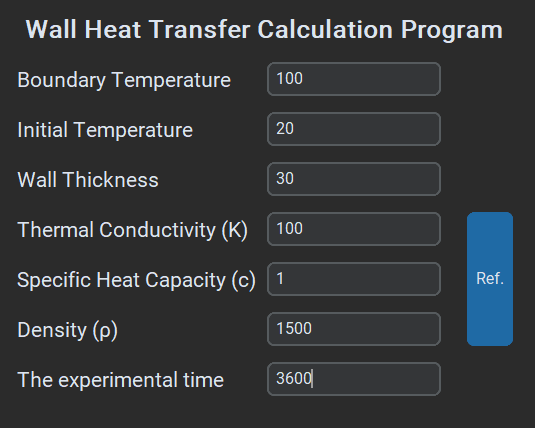 Wall Heat Transfer Calculation Program
Boundary Temperature 100
Initial Temperature 20
Wall Thickness 30
Thermal Conductivity (K) 100
Specific Heat Capacity (c) 1 Ref.
Density (ρ) 1500
The experimental time 3600